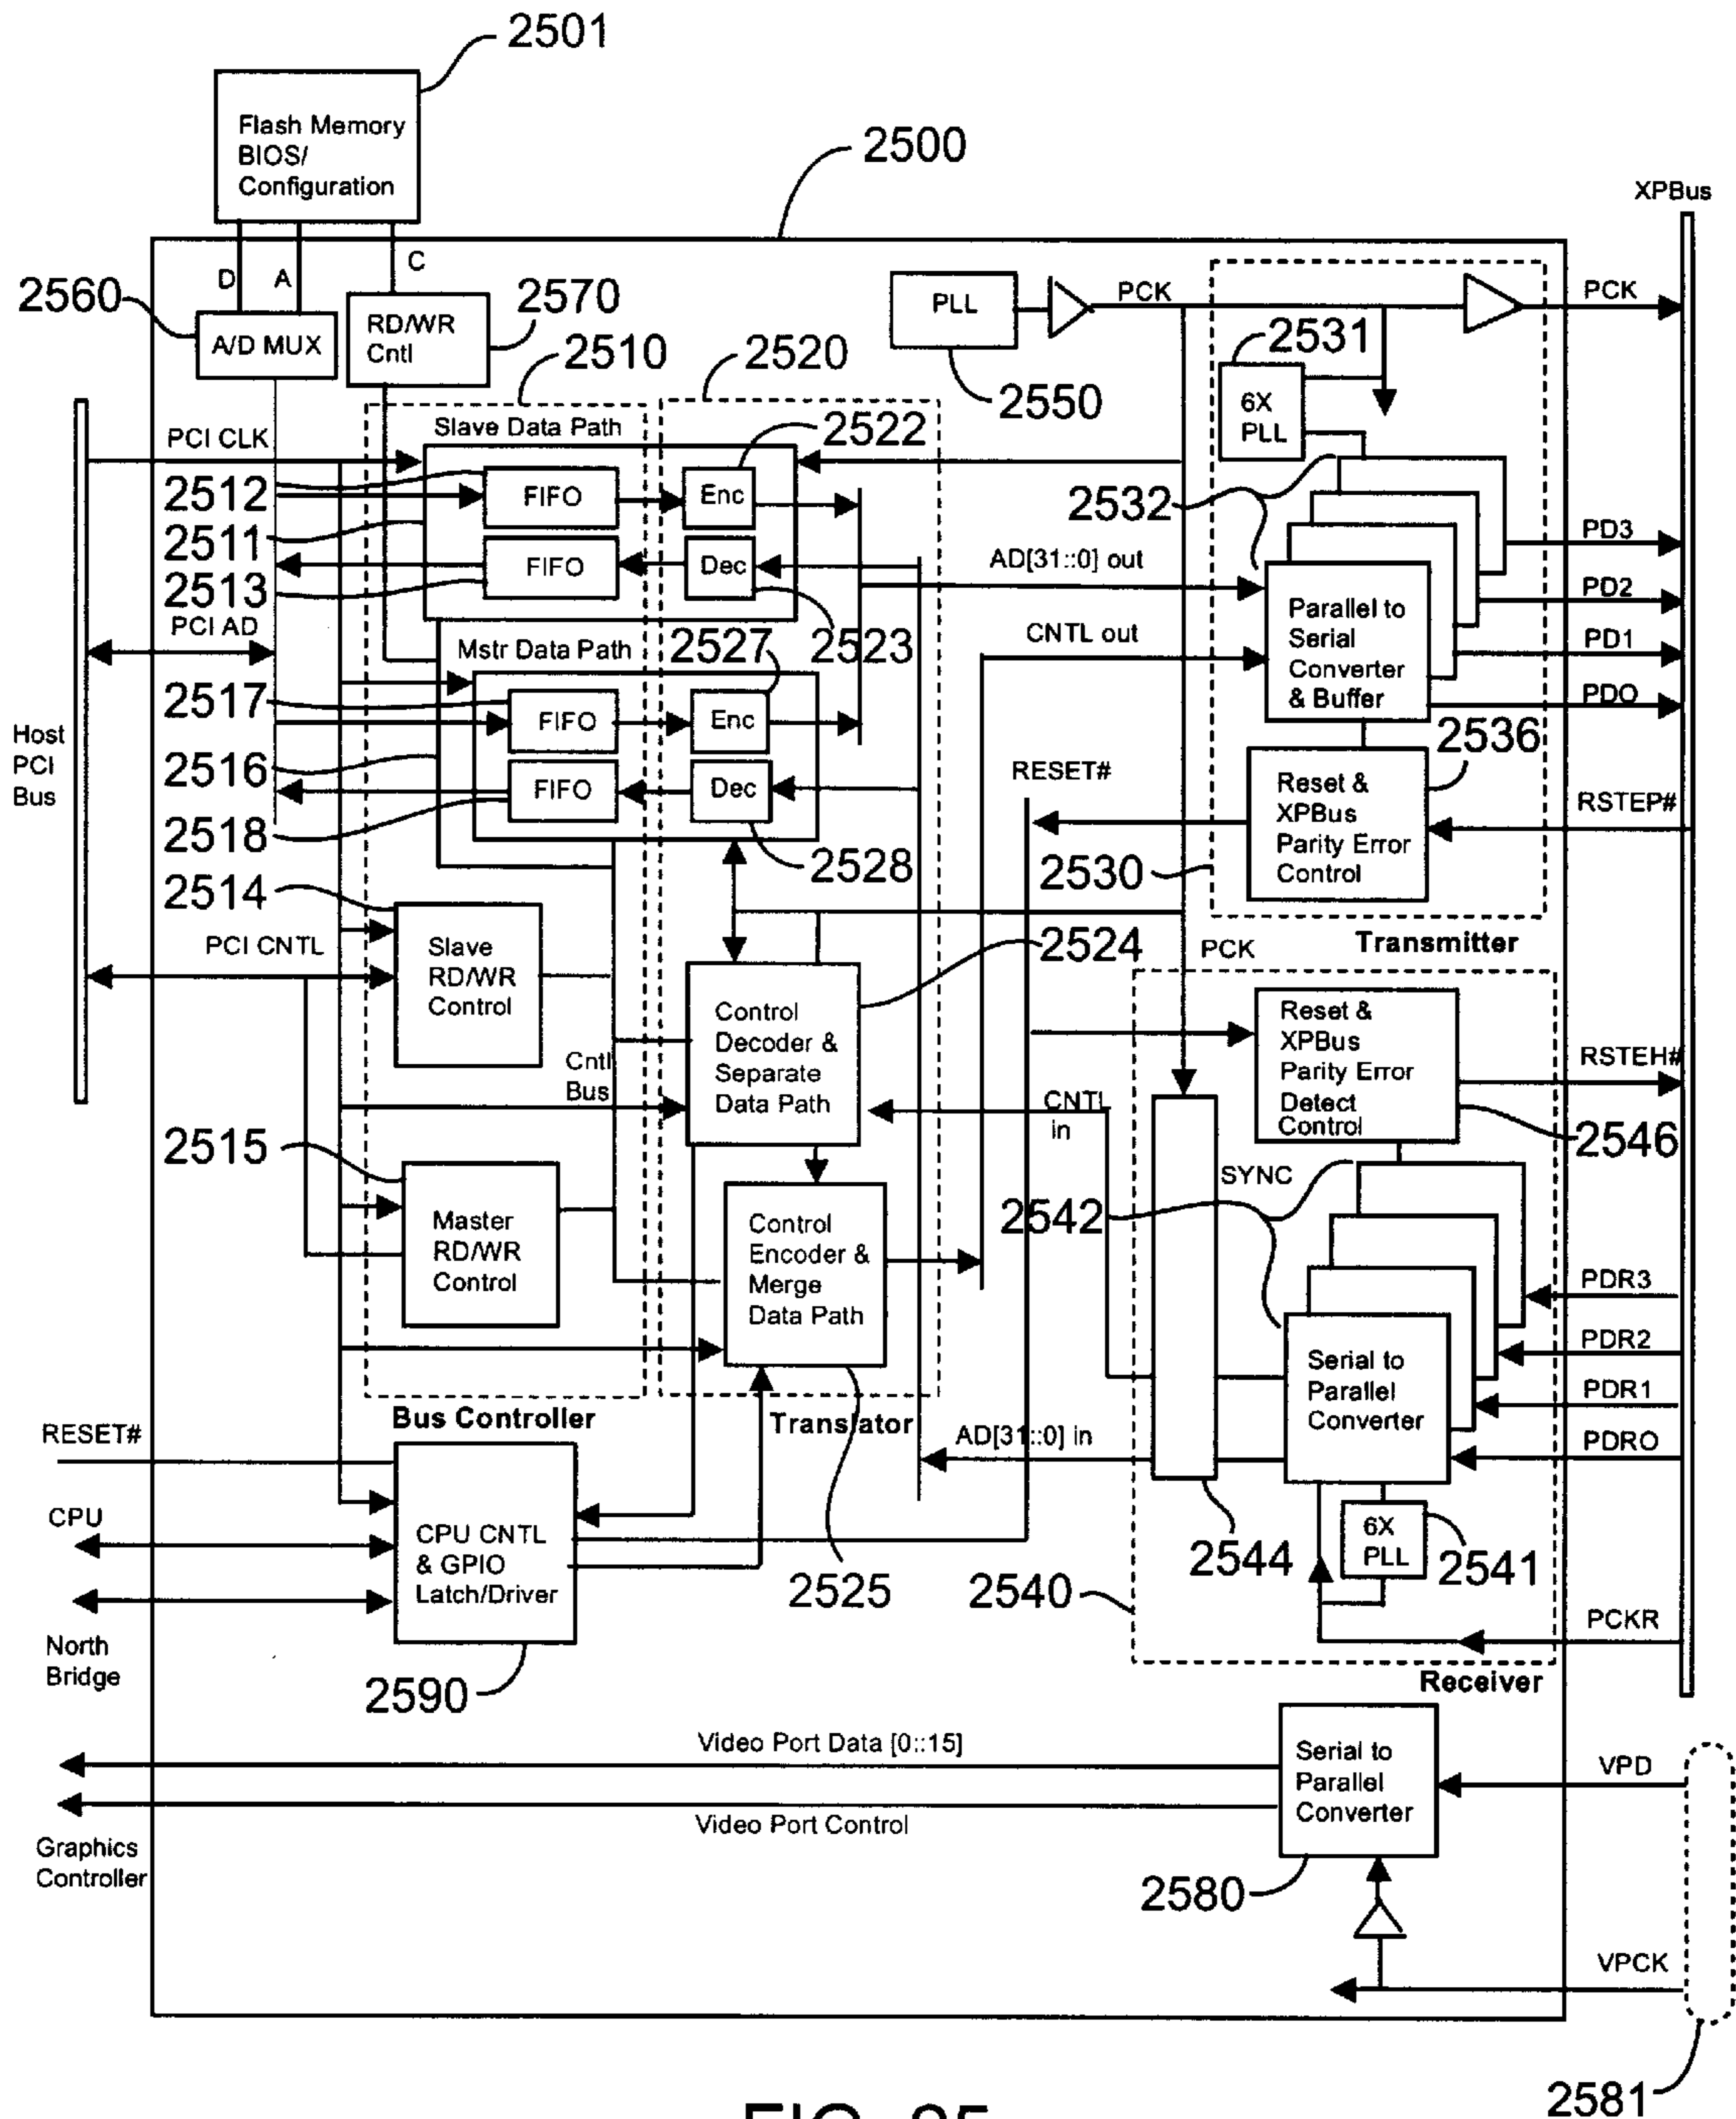 2501
Flash Memory
BIOS/
Configuration
2500
XPBus
D
A
C
2560
A/D MUX
RD/WR
Cntl
2570
2510
2520
PLL
2550
PCK
PCK
2531
6X
PLL
PCI CLK
Slave Data Path
2512
FIFO
2522
Enc
2511
FIFO
Dec
2513
2523
PCI AD
2532
AD[31::0] out
Parallel to
Serial
Converter
& Buffer
CNTL out
PD3
PD2
PD1
PDO
Mstr Data Path
2527
2517
FIFO
Enc
Host
PCI
Bus
2516
FIFO
Dec
2518
2528
RESET#
2536
Reset &
XPBus
Parity Error
Control
RSTEP#
2530
Transmitter
2514
PCI CNTL
Slave
RD/WR
Control
2524
PCK
Control
Decoder &
Separate
Data Path
Cntl
Bus
CNTL
in
Reset &
XPBus
Parity Error
Detect
Control
RSTEH#
2546
2515
Master
RD/WR
Control
Control
Encoder &
Merge
Data Path
SYNC
2542
Serial to
Parallel
Converter
PDR3
PDR2
PDR1
PDRO
Bus Controller
Translator
AD[31::0] in
RESET#
CPU
CPU CNTL
& GPIO
Latch/Driver
North
Bridge
2590
2525
2540
2544
6X
PLL
2541
PCKR
Receiver
Video Port Data [0::15]
Video Port Control
Graphics
Controller
Serial to
Parallel
Converter
VPD
2580
VPCK
2581
FIG. 25